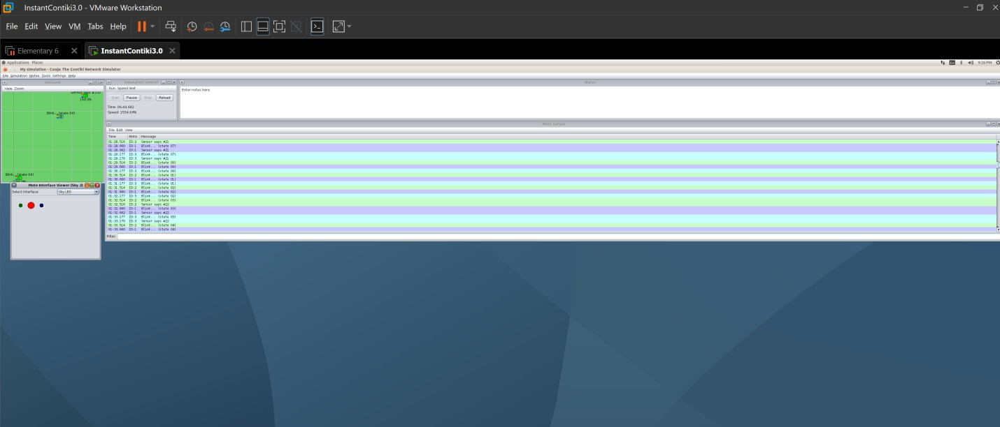 InstantContiki3.0 - VMware Workstation
File Edit View VM Tabs Help
Elementary 6
InstantContiki3.0
Applications Places
En
9:26 PM
My simulation - Cooja: The Contiki Network Simulator
File Simulation Motes Tools Settings Help
Network
View Zoom
Sensor says #100
100.0%
Blink... (state 04)
Blink... (state 04)
Simulation control
Run Speed limit
Start Pause Step Reload
Time: 06:44.682
Speed: 1554.64%
Notes
Enter notes here
Mote output
File Edit View
Time Mote Message
01:28.516 ID:2 Sensor says #21
01:28.600 ID:1 Blink... (state 07)
01:28.602 ID:1 Sensor says #21
01:29.177 ID:3 Blink... (state 07)
01:29.179 ID:3 Sensor says #21
01:29.514 ID:2 Blink... (state 00)
01:29.600 ID:1 Blink... (state 00)
01:30.177 ID:3 Blink... (state 00)
01:30.514 ID:2 Blink... (state 01)
01:30.600 ID:1 Blink... (state 01)
01:31.177 ID:3 Blink... (state 01)
01:31.514 ID:2 Blink... (state 02)
01:31.600 ID:1 Blink... (state 02)
01:32.177 ID:3 Blink... (state 02)
01:32.514 ID:2 Blink... (state 03)
01:32.516 ID:2 Sensor says #22
01:32.600 ID:1 Blink... (state 03)
01:32.602 ID:1 Sensor says #22
01:33.177 ID:3 Blink... (state 03)
01:33.179 ID:3 Sensor says #22
01:33.514 ID:2 Blink... (state 04)
01:33.600 ID:1 Blink... (state 04)
Filter:
Mote Interface Viewer (Sky 2)
Select interface: Sky LED